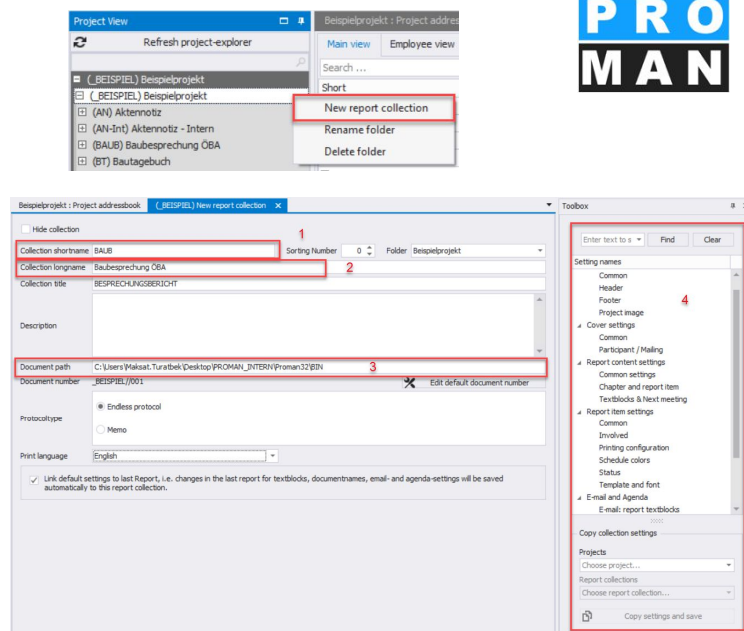 Project View
Refresh project-explorer
(_BEISPIEL) Beispielprojekt
(_BEISPIEL) Beispielprojekt
(AN) Aktennotiz
(AN-Int) Aktennotiz - Intern
(BAUB) Baubesprechung ÖBA
(BT) Bautagebuch
Beispielprojekt : Project addres
Main view Employee view
Search ...
Short
New report collection
Rename folder
Delete folder
PRO
MAN
Beispielprojekt : Project addressbook (_BEISPIEL) New report collection
Hide collection
1
Collection shortname BAUB Sorting Number 0 Folder Beispielprojekt
Collection longname Baubesprechung ÖBA 2
Collection title BESPRECHUNGSBERICHT
Description
Document path C:\Users\Maksat.Turatbek\Desktop\PROMAN_INTERN\Proman32\BIN 3
Document number _BEISPIEL//001 Edit default document number
Protocoltype
Endless protocol
Memo
Print language English
Link default settings to last Report, i.e. changes in the last report for textblocks, documentnames, email- and agenda-settings will be saved
automatically to this report collection.
Toolbox
Enter text to s Find Clear
Setting names
Common
Header
Footer
4
Project image
Cover settings
Common
Participant / Mailing
Report content settings
Common settings
Chapter and report item
Textblocks & Next meeting
Report item settings
Common
Involved
Printing configuration
Schedule colors
Status
Template and font
E-mail and Agenda
E-mail: report textblocks
Copy collection settings
Projects
Choose project...
Report collections
Choose report collection...
Copy settings and save